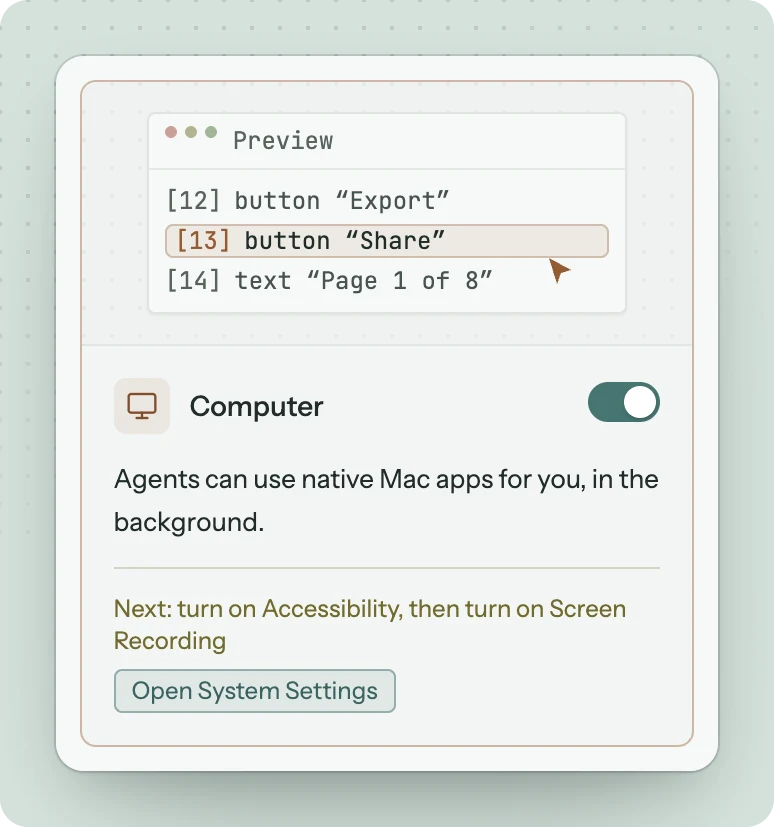 Preview
[12] button “Export”
[13] button “Share”
[14] text “Page 1 of 8”
Computer
Agents can use native Mac apps for you, in the
background.
Next: turn on Accessibility, then turn on Screen
Recording
Open System Settings